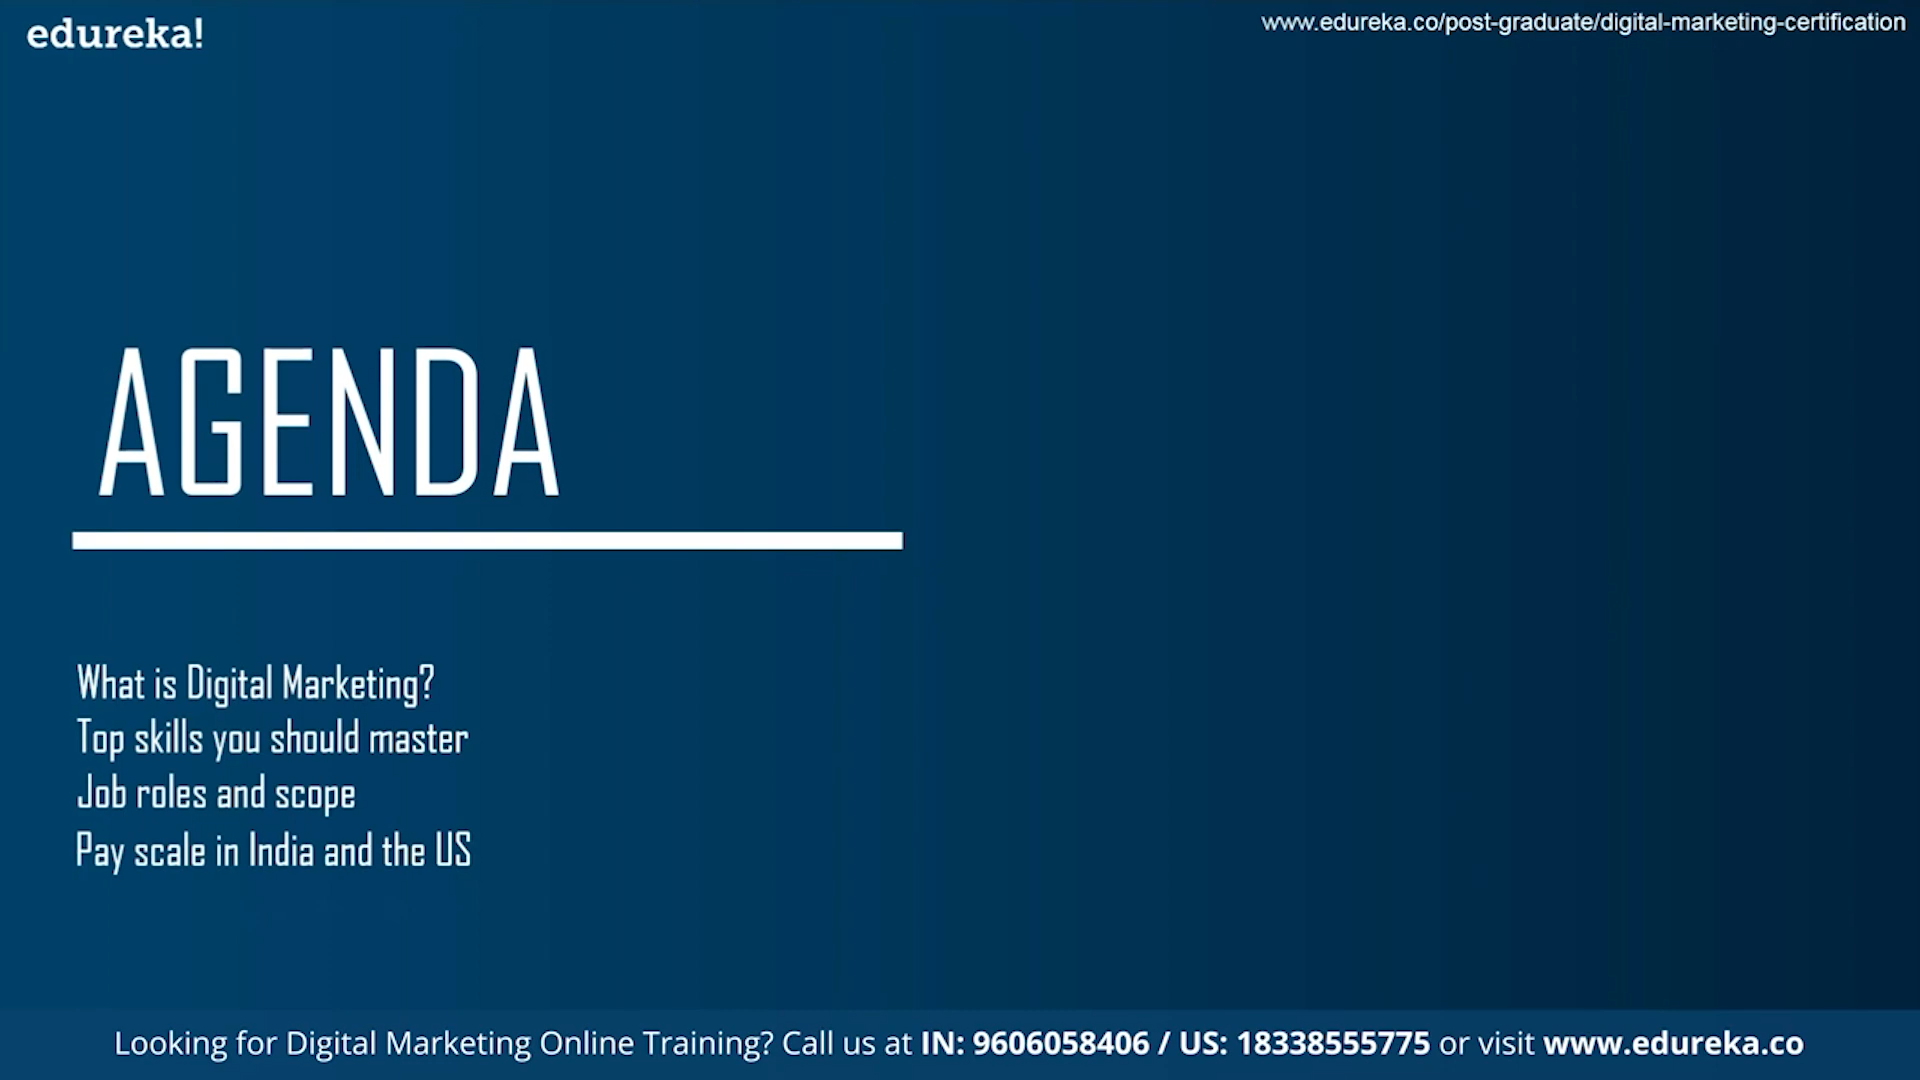 edureka!
www.edureka.co/post-graduate/digital-marketing-certification
AGENDA
What is Digital Marketing?
Top skills you should master
Job roles and scope
Pay scale in India and the US
Looking for Digital Marketing Online Training? Call us at IN: 9606058406 / US: 18338555775 or visit www.edureka.co